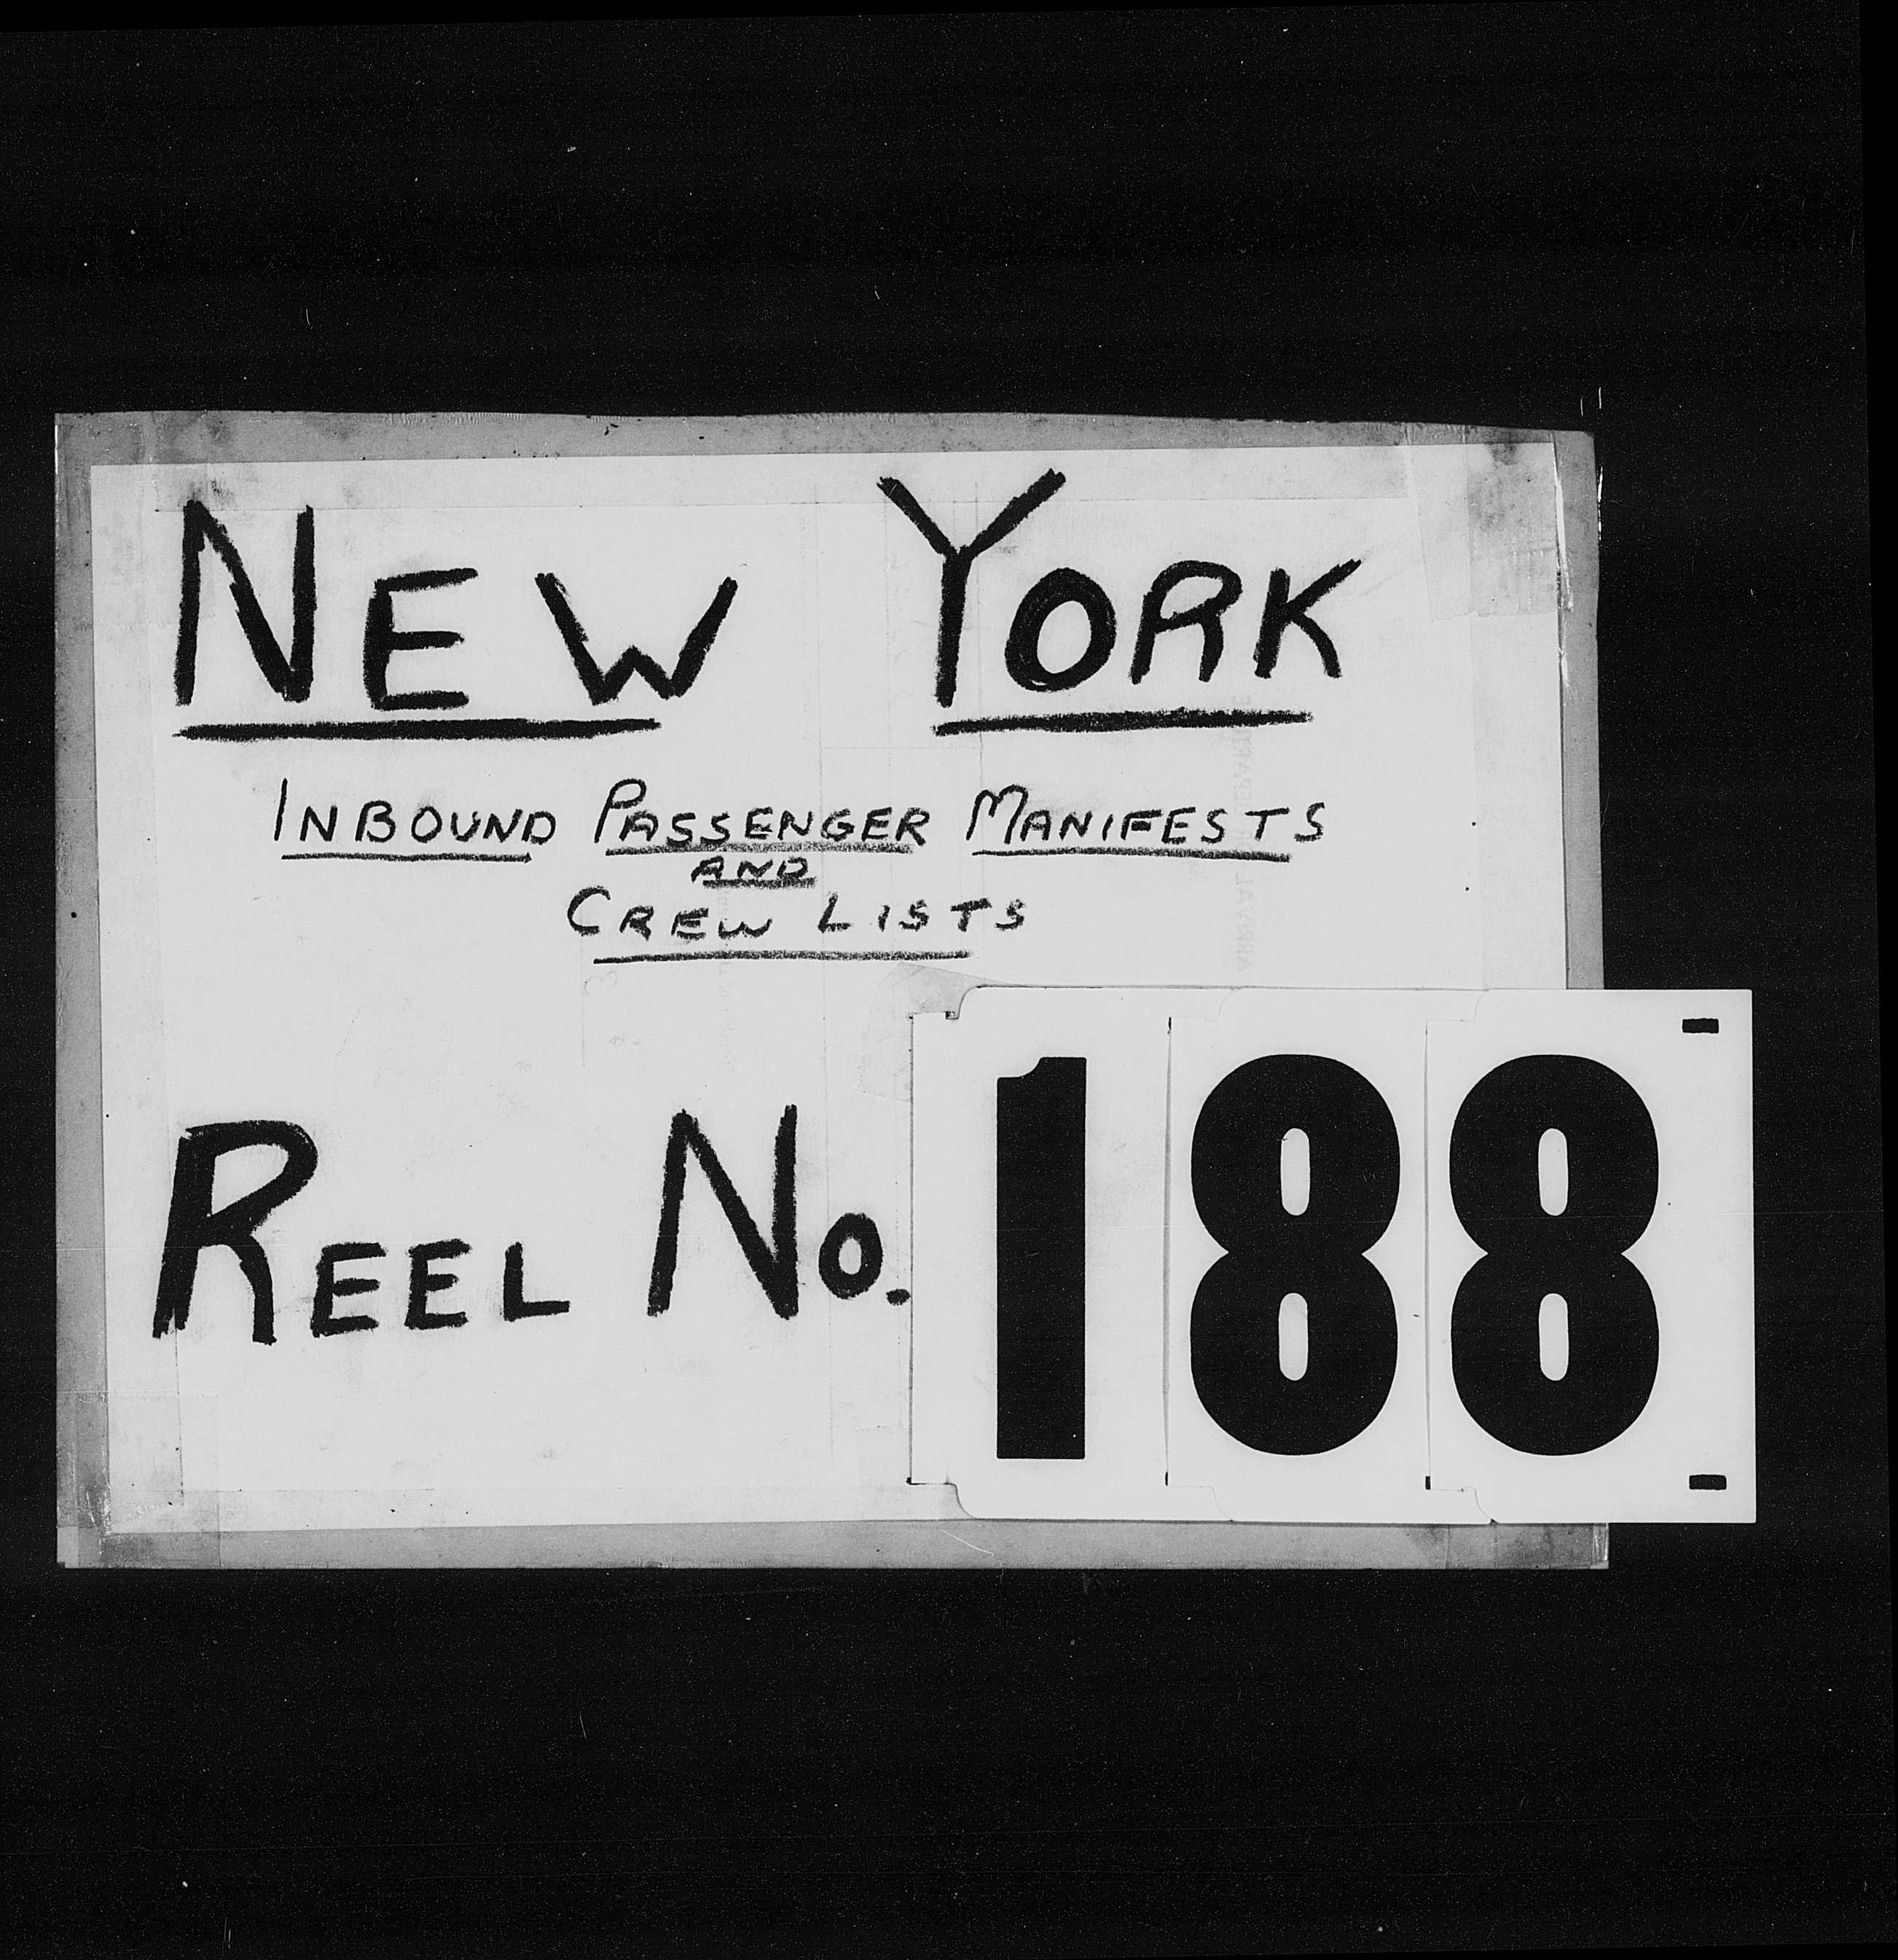 NEW YORK
INBOUND PASSENGER MANIFESTS
AND
CREW LISTS
REEL NO. 188